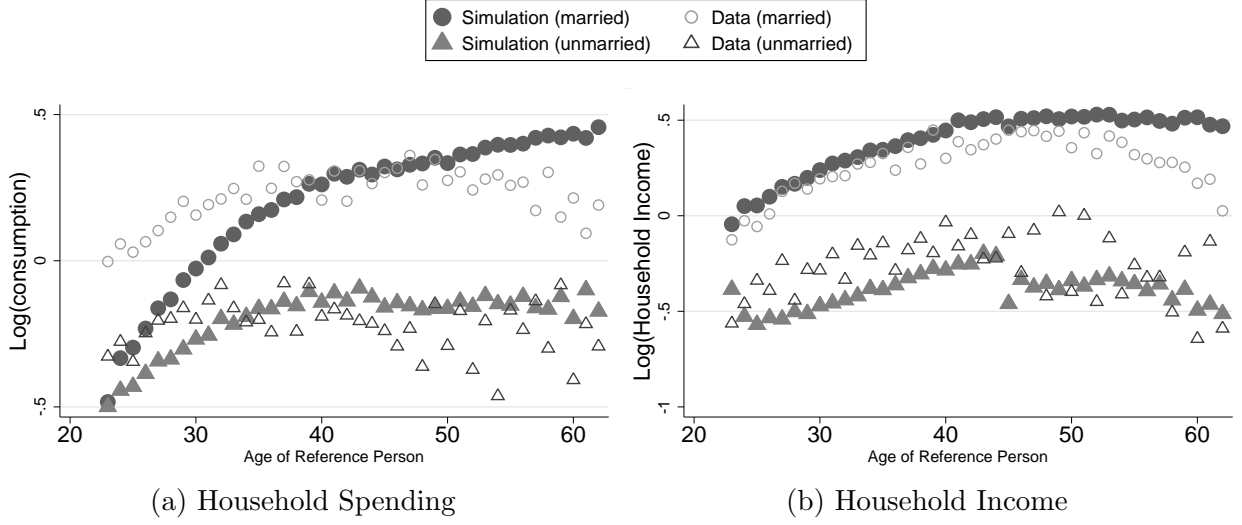 Simulation (married) Data (married)
Simulation (unmarried) Data (unmarried)
Log(consumption)
.5
0
-.5
20 30 40 50 60
Age of Reference Person
(a) Household Spending
Log(Household Income)
.5
0
-.5
-1
20 30 40 50 60
Age of Reference Person
(b) Household Income